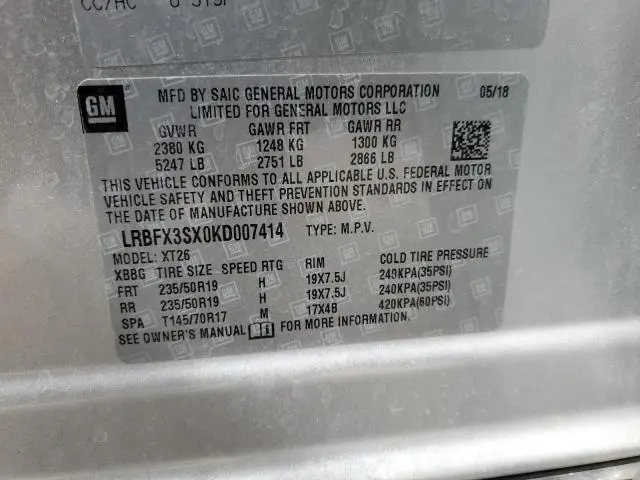 GM
MFD BY SAIC GENERAL MOTORS CORPORATION 05/18
LIMITED FOR GENERAL MOTORS LLC
GVWR GAWR FRT GAWR RR
2380 KG 1248 KG 1300 KG
5247 LB 2751 LB 2866 LB
THIS VEHICLE CONFORMS TO ALL APPLICABLE U.S. FEDERAL MOTOR
VEHICLE SAFETY AND THEFT PREVENTION STANDARDS IN EFFECT ON
THE DATE OF MANUFACTURE SHOWN ABOVE.
LRBFX3SX0KD007414 TYPE: M.P.V.
MODEL: XT26
XBBG TIRE SIZE SPEED RTG RIM COLD TIRE PRESSURE
FRT 235/50R19 H 19X7.5J 240KPA(35PSI)
RR 235/50R19 H 19X7.5J 240KPA(35PSI)
SPA T145/70R17 M 17X4B 420KPA(60PSI)
SEE OWNER'S MANUAL FOR MORE INFORMATION.